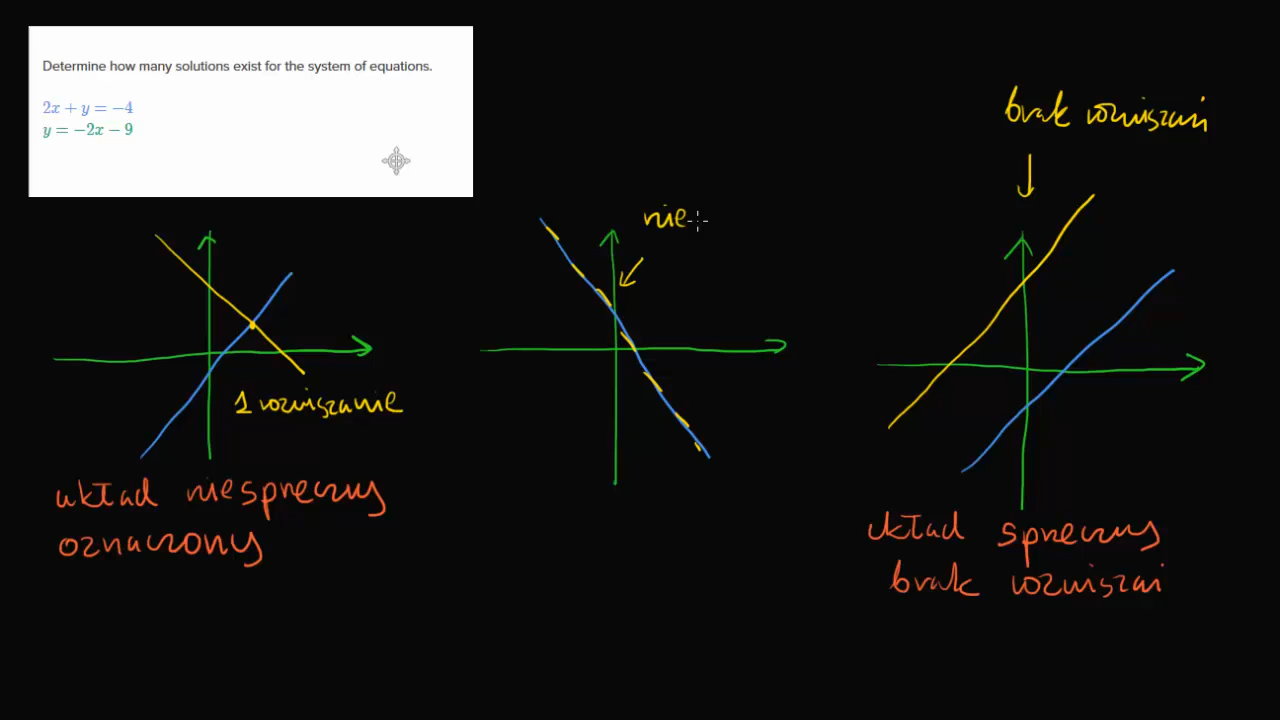 Determine how many solutions exist for the system of equations.
2x + y = −4
y = −2x − 9
brak rozwiązań
nie
1 rozwiązanie
układ niesprzeczny
oznaczony
układ sprzeczny
brak rozwiązań